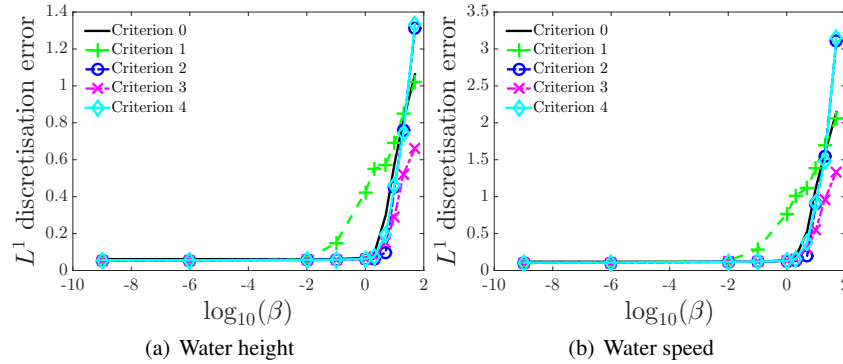 L¹ discretisation error
1.4
1.2
1
0.8
0.6
0.4
0.2
0
Criterion 0
Criterion 1
Criterion 2
Criterion 3
Criterion 4
-10 -8 -6 -4 -2 0 2
log₁₀(β)
(a) Water height
L¹ discretisation error
3.5
3
2.5
2
1.5
1
0.5
0
Criterion 0
Criterion 1
Criterion 2
Criterion 3
Criterion 4
-10 -8 -6 -4 -2 0 2
log₁₀(β)
(b) Water speed